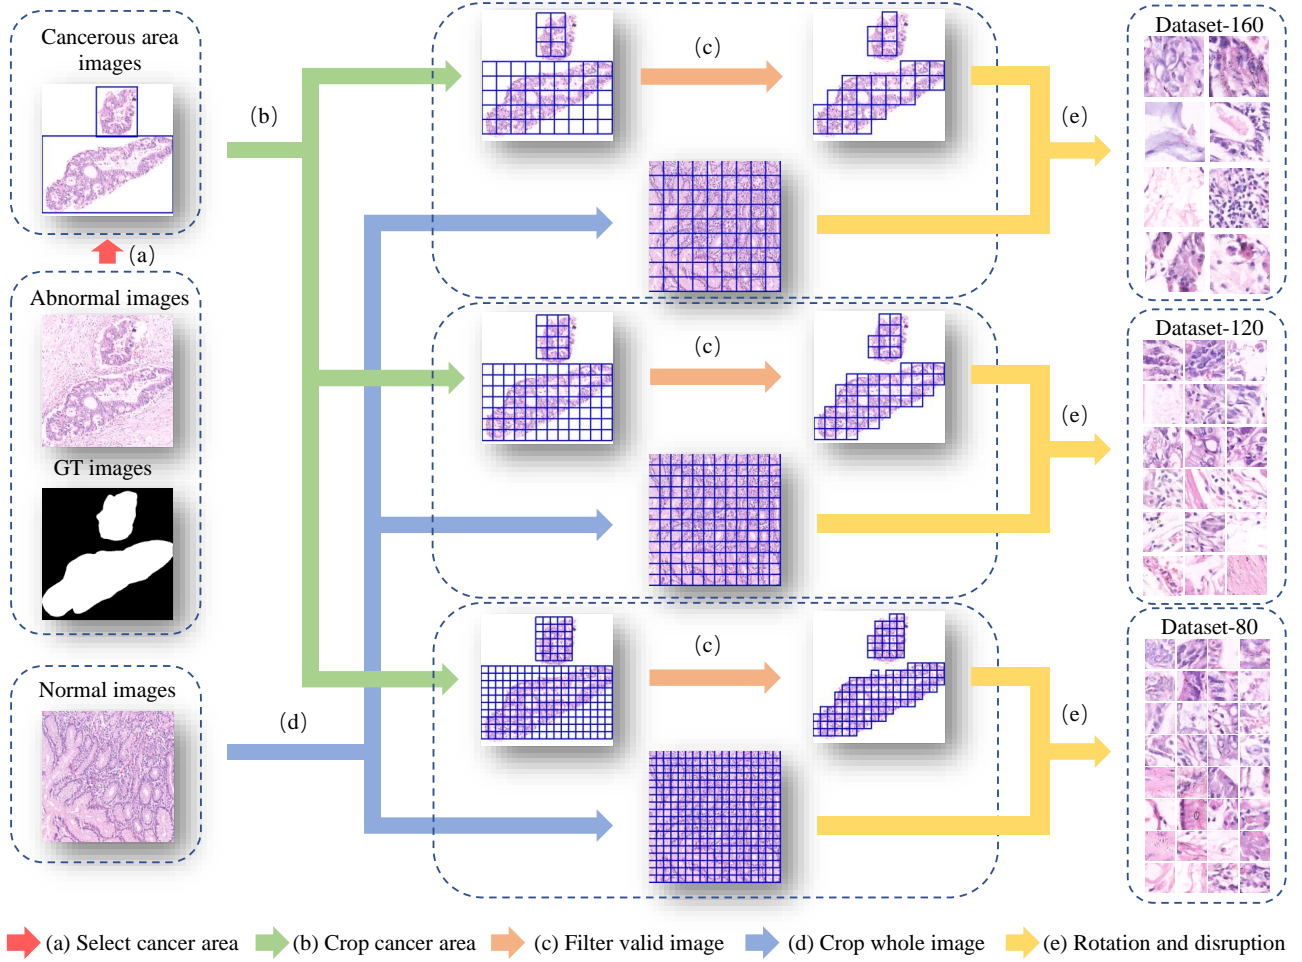 Cancerous area
images
(a)
Abnormal images
GT images
Normal images
(b)
(d)
(c)
(e)
(c)
(e)
(c)
(e)
Dataset-160
Dataset-120
Dataset-80
(a) Select cancer area
(b) Crop cancer area
(c) Filter valid image
(d) Crop whole image
(e) Rotation and disruption